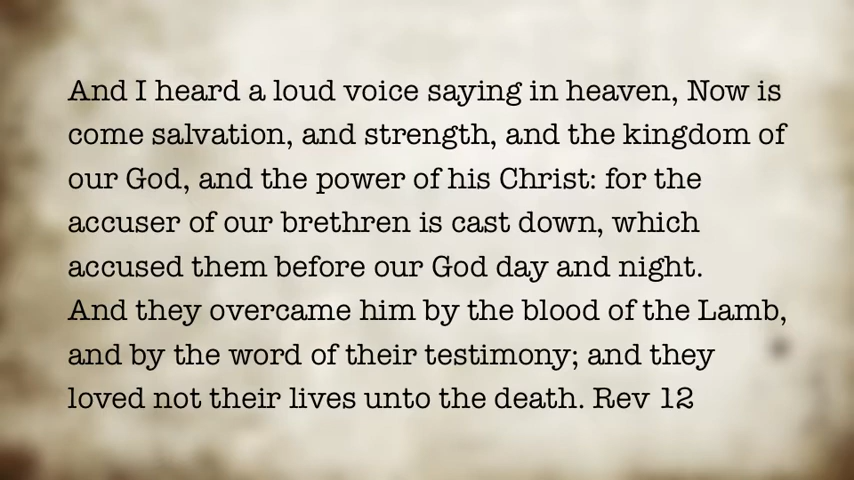 And I heard a loud voice saying in heaven, Now is
come salvation, and strength, and the kingdom of
our God, and the power of his Christ: for the
accuser of our brethren is cast down, which
accused them before our God day and night.
And they overcame him by the blood of the Lamb,
and by the word of their testimony; and they
loved not their lives unto the death. Rev 12